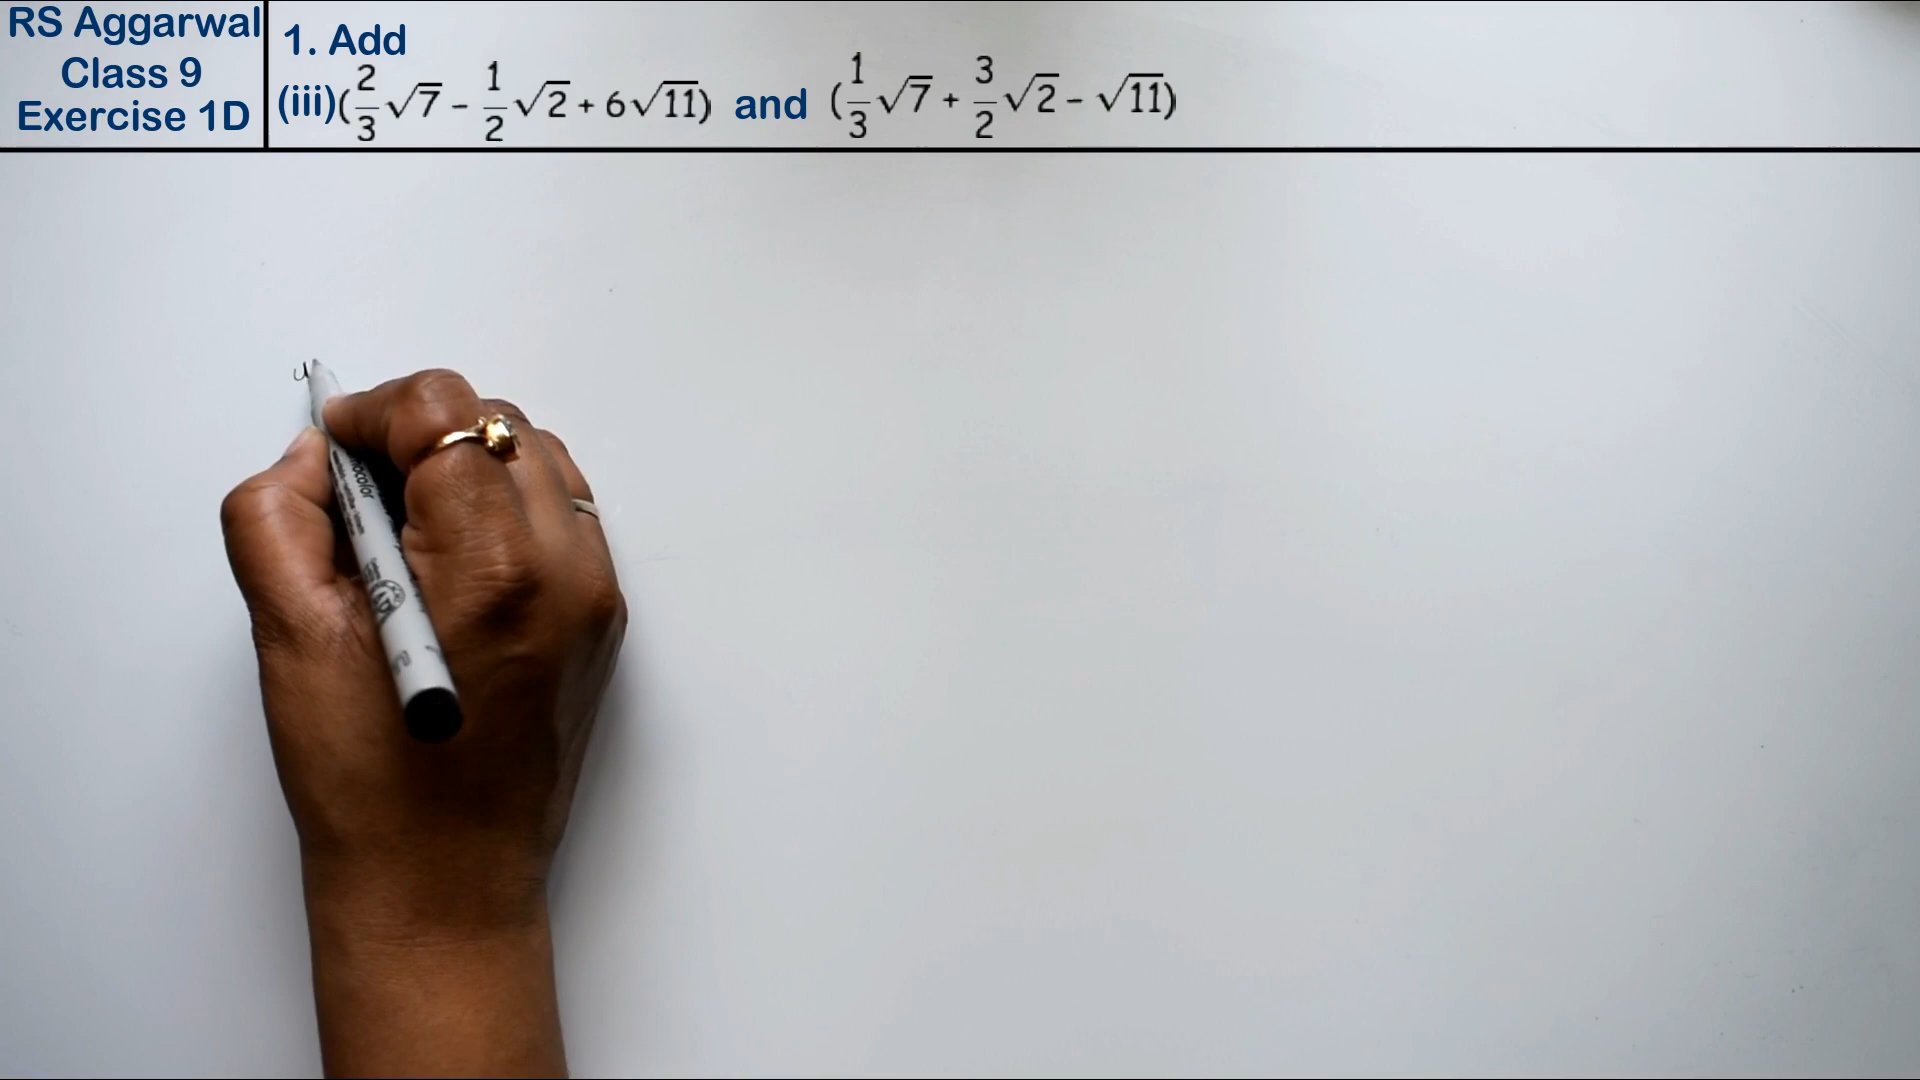 RS Aggarwal
Class 9
Exercise 1D
1. Add
(iii)(2/3 √7 - 1/2 √2 + 6√11) and (1/3 √7 + 3/2 √2 - √11)